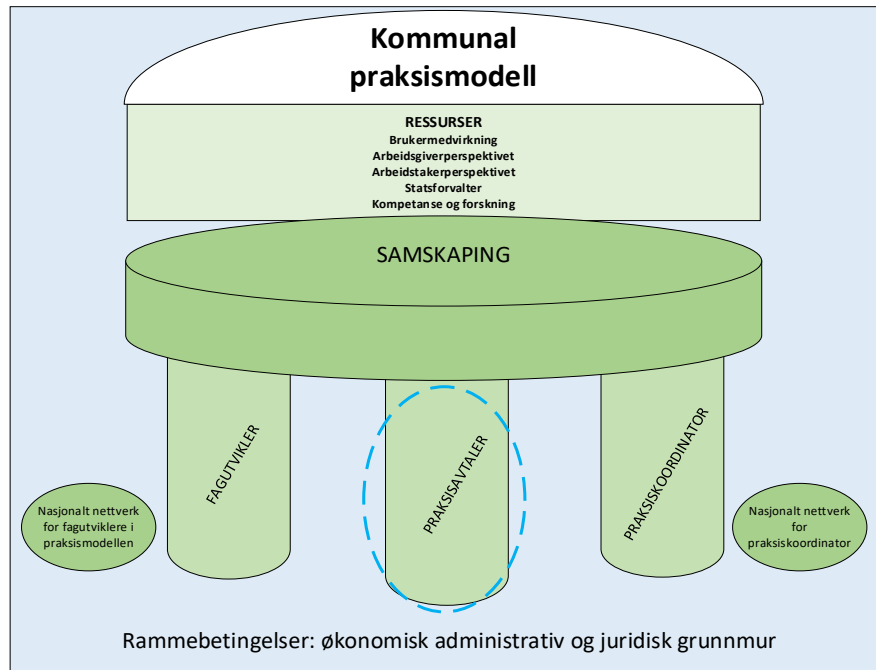 Kommunal
praksismodell
RESSURSER
Brukermedvirkning
Arbeidsgiverperspektivet
Arbeidstakerperspektivet
Statsforvalter
Kompetanse og forskning
SAMSKAPING
FAGUTVIKLER
PRAKSISAVTALER
PRAKSISKOORDINATOR
Nasjonalt nettverk
for fagutviklere i
praksismodellen
Nasjonalt nettverk
for
praksiskoordinator
Rammebetingelser: økonomisk administrativ og juridisk grunnmur